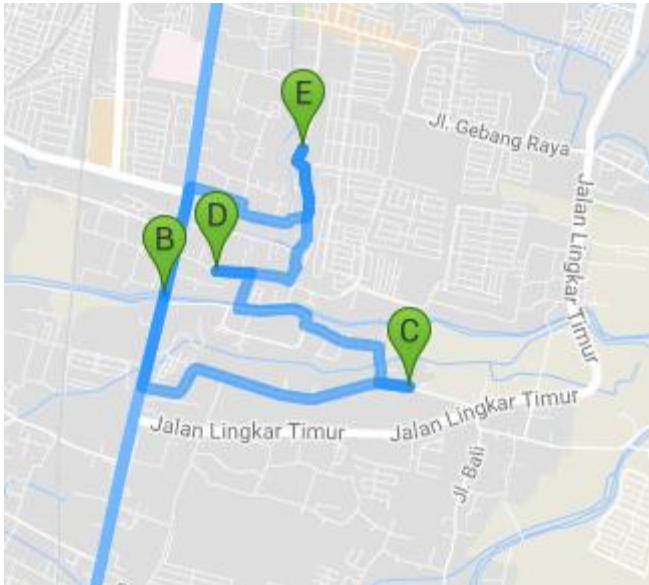 E
Jl. Gebang Raya
Jalan Lingkar Timur
D
B
C
Jalan Lingkar Timur
Jalan Lingkar Timur
Jl. Bali